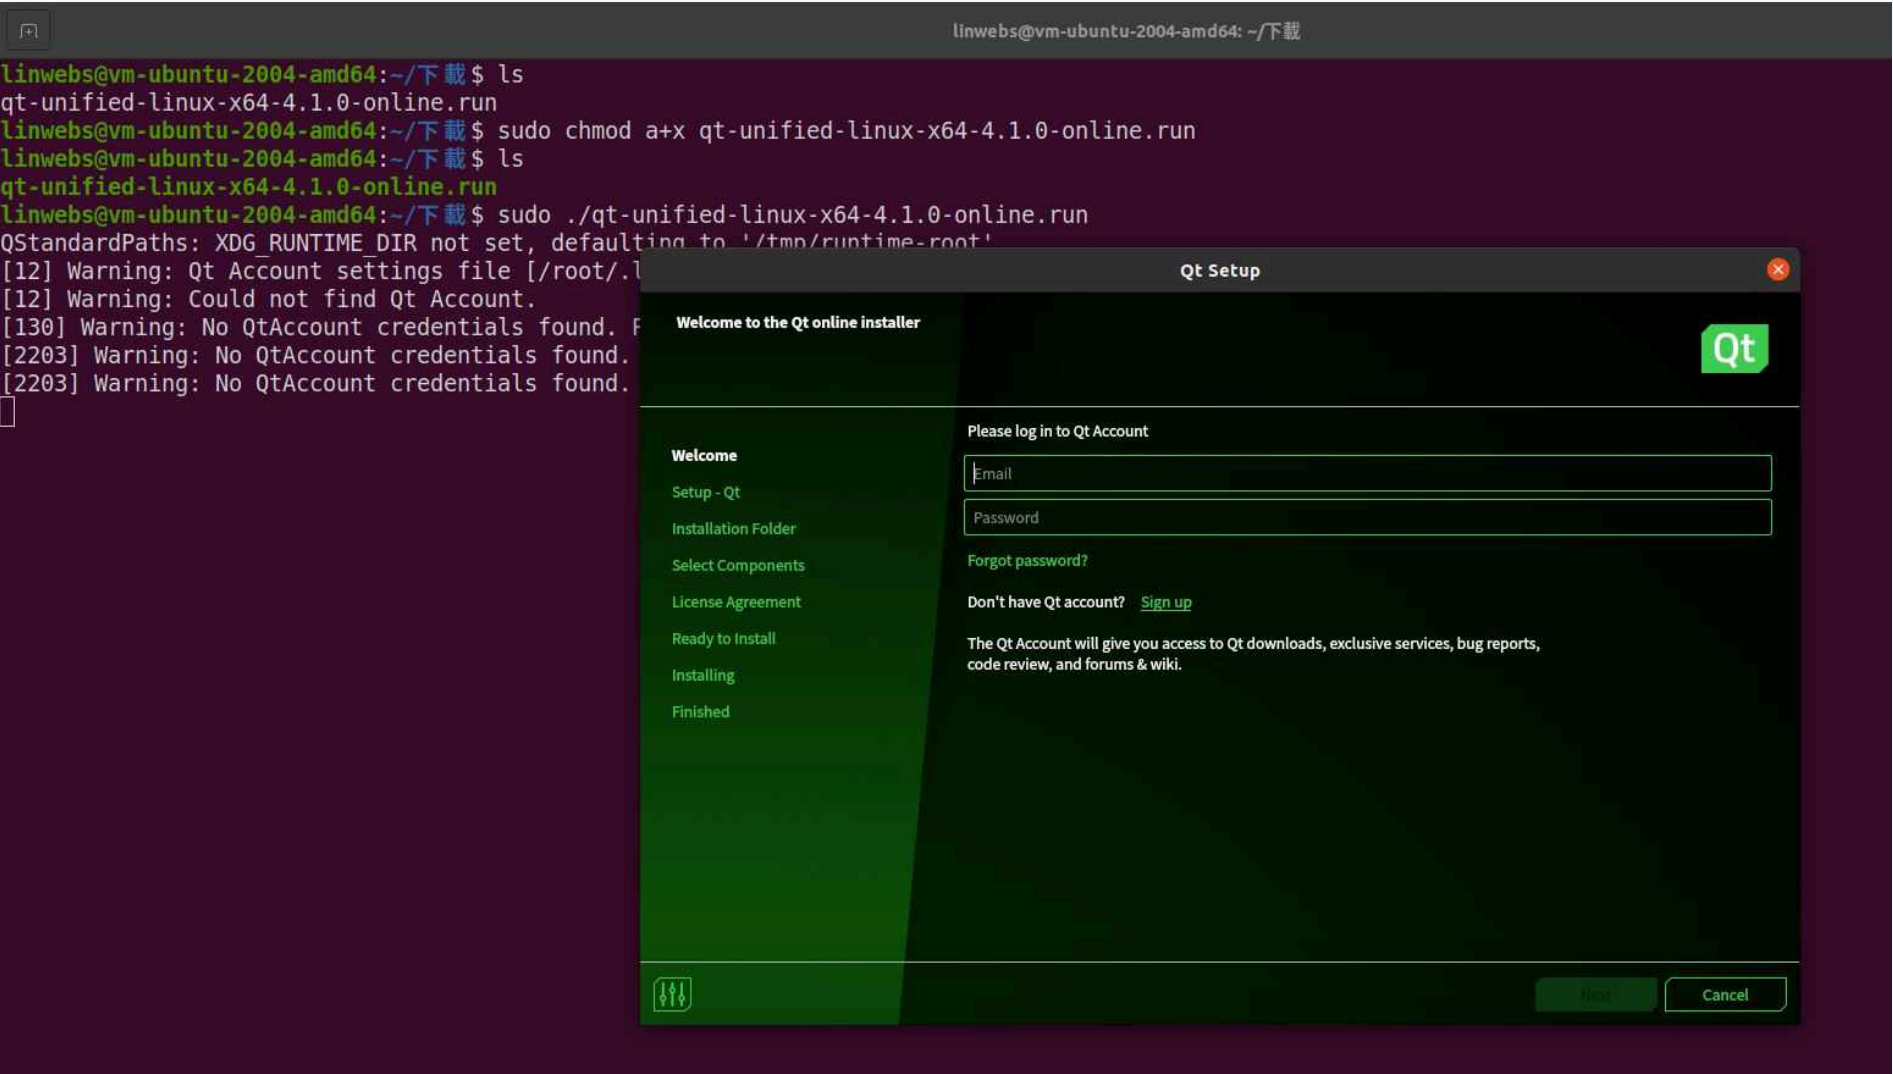 linwebs@vm-ubuntu-2004-amd64: ~/下載
linwebs@vm-ubuntu-2004-amd64:~/下載$ ls
qt-unified-linux-x64-4.1.0-online.run
linwebs@vm-ubuntu-2004-amd64:~/下載$ sudo chmod a+x qt-unified-linux-x64-4.1.0-online.run
linwebs@vm-ubuntu-2004-amd64:~/下載$ ls
qt-unified-linux-x64-4.1.0-online.run
linwebs@vm-ubuntu-2004-amd64:~/下載$ sudo ./qt-unified-linux-x64-4.1.0-online.run
QStandardPaths: XDG_RUNTIME_DIR not set, defaulting to '/tmp/runtime-root'
[12] Warning: Qt Account settings file [/root/.l
[12] Warning: Could not find Qt Account.
[130] Warning: No QtAccount credentials found.
[2203] Warning: No QtAccount credentials found.
[2203] Warning: No QtAccount credentials found.
Qt Setup
Welcome to the Qt online installer
Qt
Welcome
Setup - Qt
Installation Folder
Select Components
License Agreement
Ready to Install
Installing
Finished
Please log in to Qt Account
Email
Password
Forgot password?
Don't have Qt account? Sign up
The Qt Account will give you access to Qt downloads, exclusive services, bug reports,
code review, and forums & wiki.
Next
Cancel